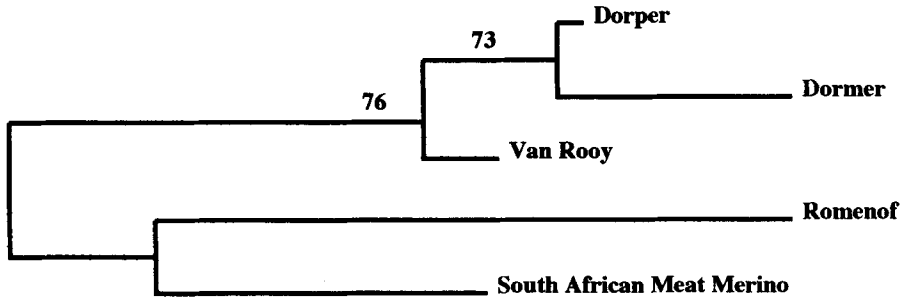 Dorper
73
Dormer
76
Van Rooy
Romenof
South African Meat Merino